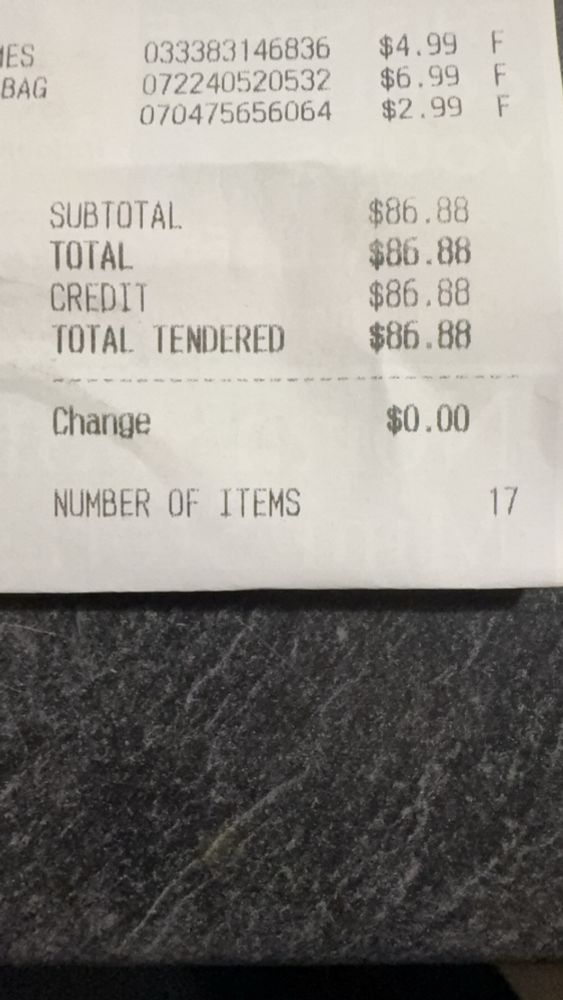 033383146836 $4.99 F
BAG 072240520532 $6.99 F
070475656064 $2.99 F
SUBTOTAL $86.88
TOTAL $86.88
CREDIT $86.88
TOTAL TENDERED $86.88
Change $0.00
NUMBER OF ITEMS 17